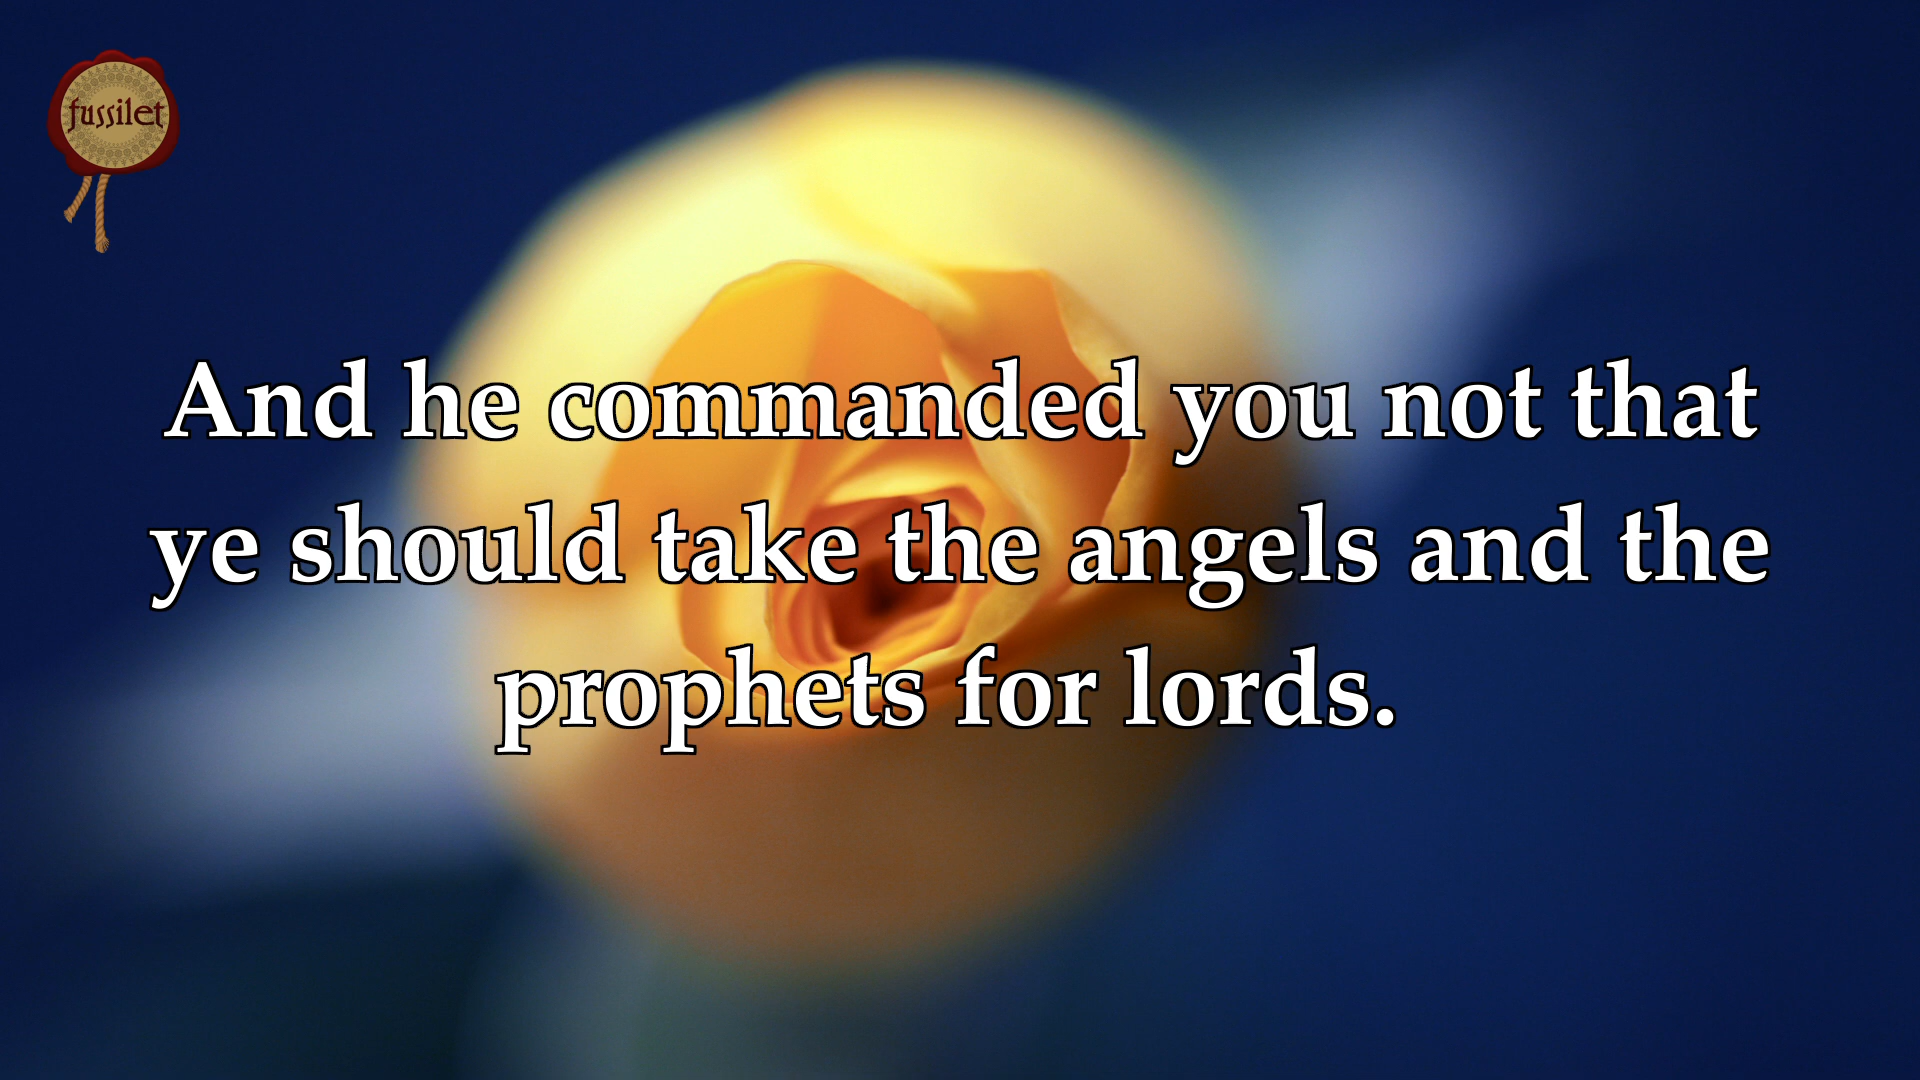 fussilet
And he commanded you not that
ye should take the angels and the
prophets for lords.